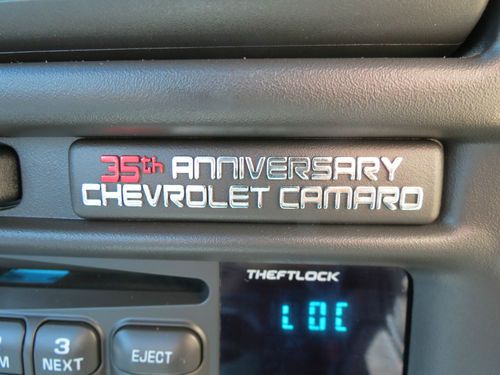 35th ANNIVERSARY
CHEVROLET CAMARO
THEFTLOCK
LOC
3
M NEXT EJECT